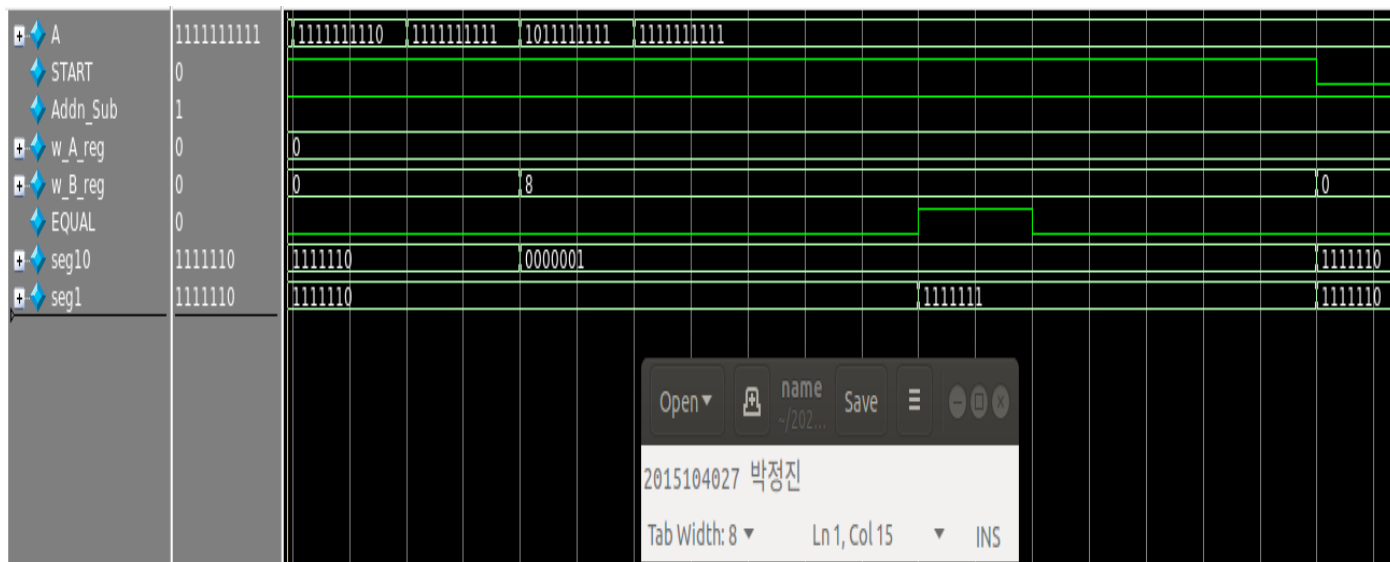 A 1111111111 1111111110 1111111111 1011111111 1111111111
START 0
Addn_Sub 1
w_A_reg 0 0
w_B_reg 0 0 8 0
EQUAL 0
seg10 1111110 1111110 0000001 1111110
seg1 1111110 1111110 1111111 1111110
Open name Save
~/202...
2015104027 박정진
Tab Width: 8 Ln 1, Col 15 INS